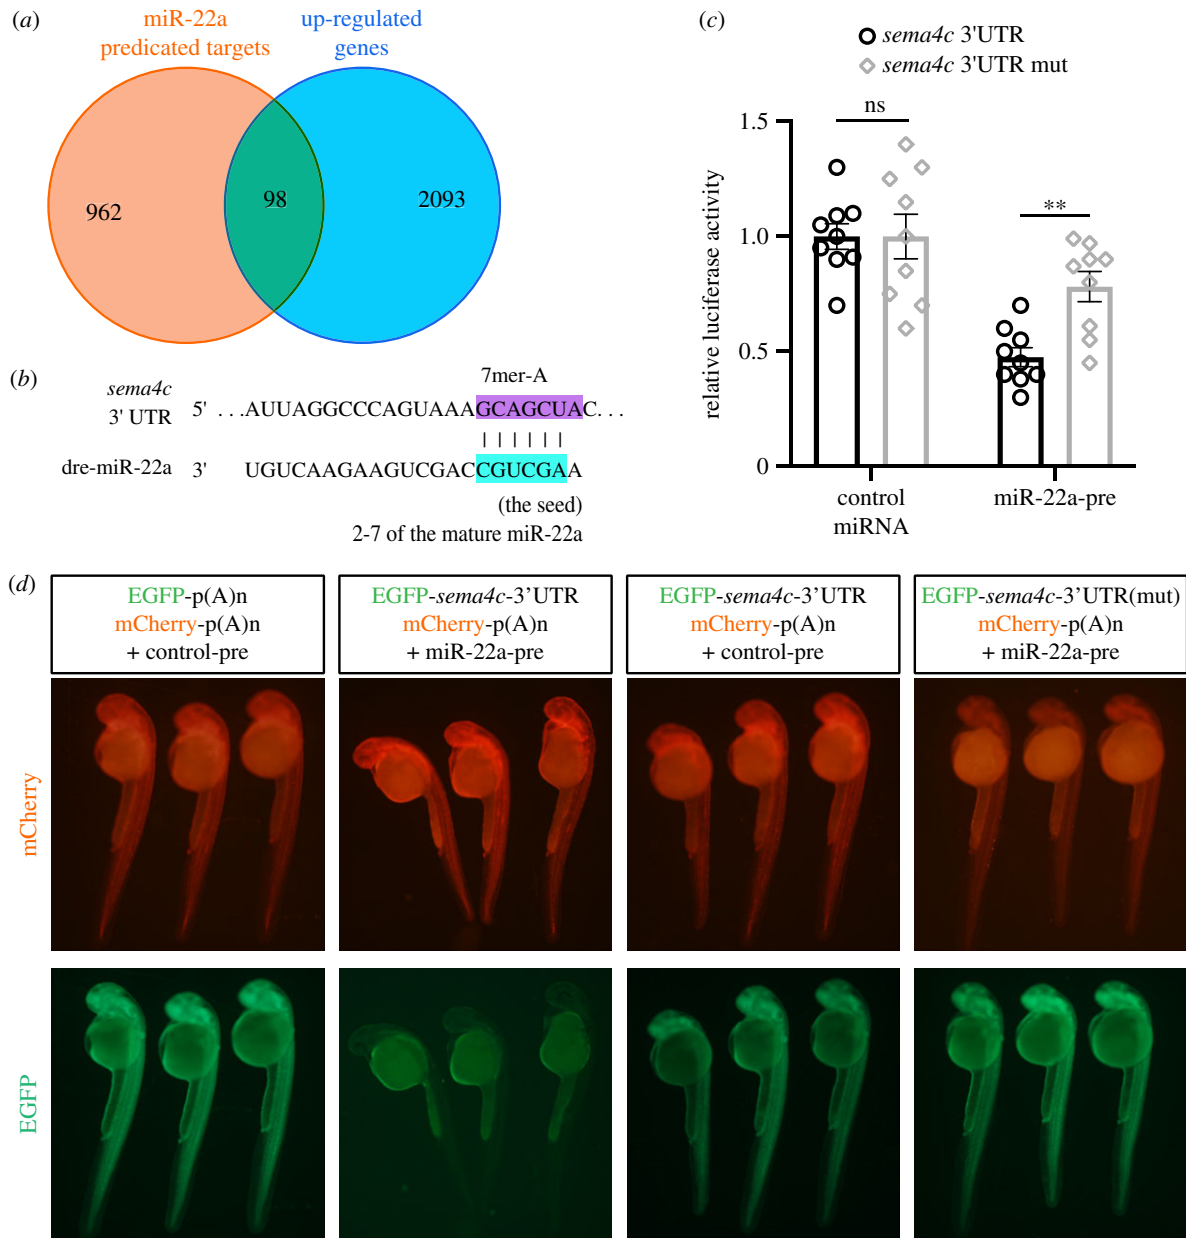 (a)
miR-22a
predicated targets
up-regulated
genes
962
98
2093
(b)
7mer-A
sema4c
3' UTR
5' . . .AUUAGGCCCAGUAAAGCAGCUAC. . .
dre-miR-22a 3' UGUCAAGAAGUCGACCGUCGAA
(the seed)
2-7 of the mature miR-22a
(c)
sema4c 3'UTR
sema4c 3'UTR mut
relative luciferase activity
1.5
1.0
0.5
0
ns
**
control
miRNA
miR-22a-pre
(d)
EGFP-p(A)n
mCherry-p(A)n
+ control-pre
EGFP-sema4c-3’UTR
mCherry-p(A)n
+ miR-22a-pre
EGFP-sema4c-3’UTR
mCherry-p(A)n
+ control-pre
EGFP-sema4c-3’UTR(mut)
mCherry-p(A)n
+ miR-22a-pre
mCherry
EGFP